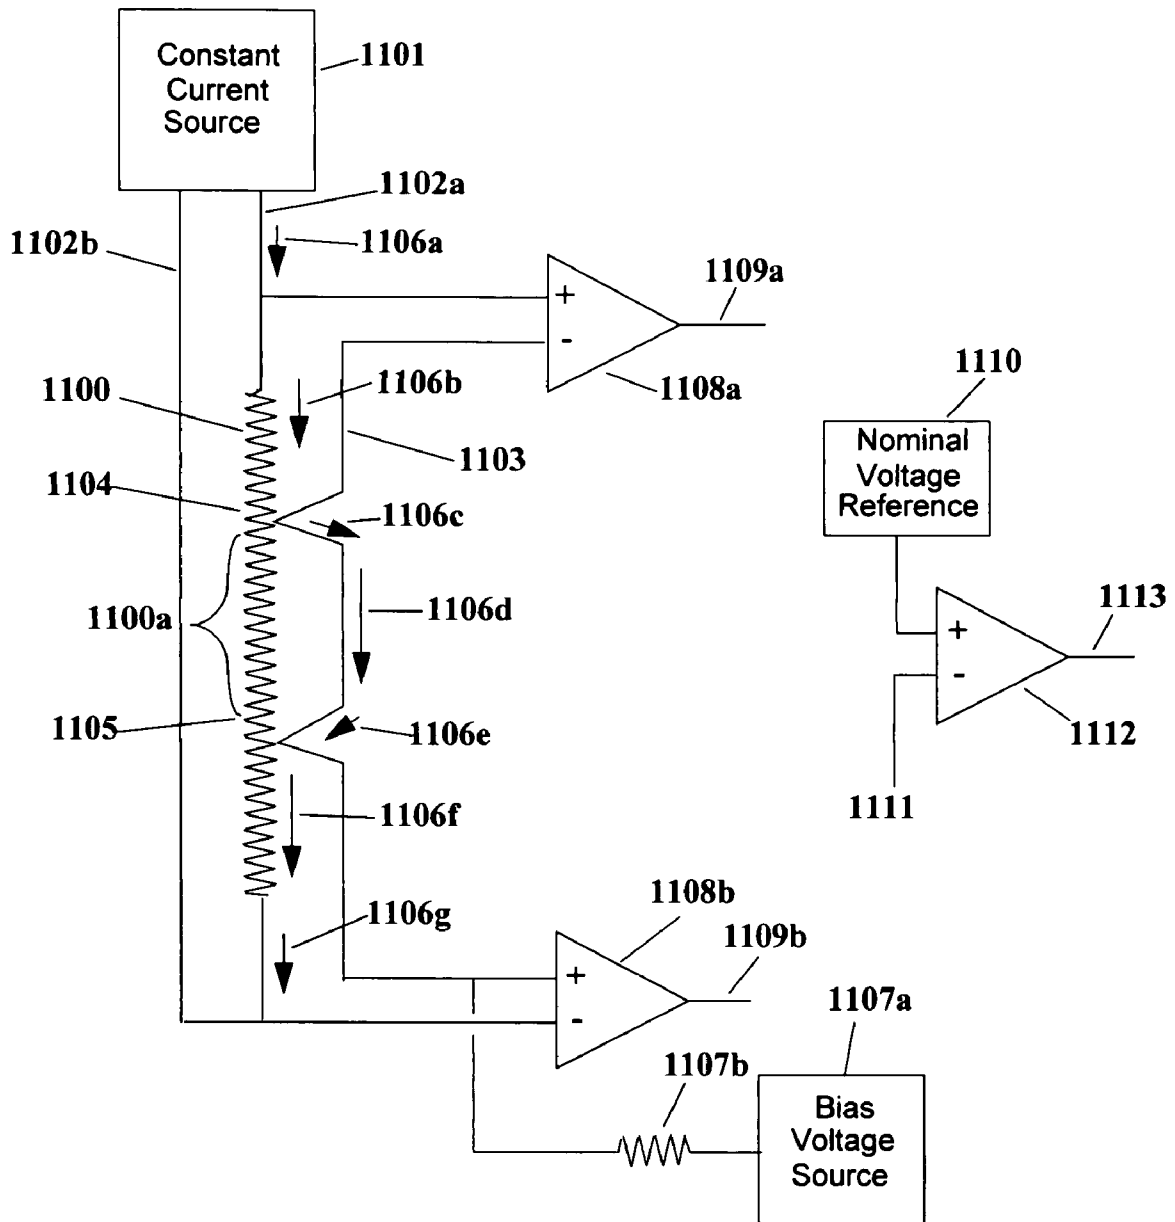 Constant
Current
Source
1101
1102a
1102b
1106a
1109a
+
-
1108a
1100
1106b
1103
1110
Nominal
Voltage
Reference
1104
1106c
1100a
1106d
1113
+
-
1112
1105
1106e
1111
1106f
1108b
1106g
1109b
+
-
1107a
1107b
Bias
Voltage
Source